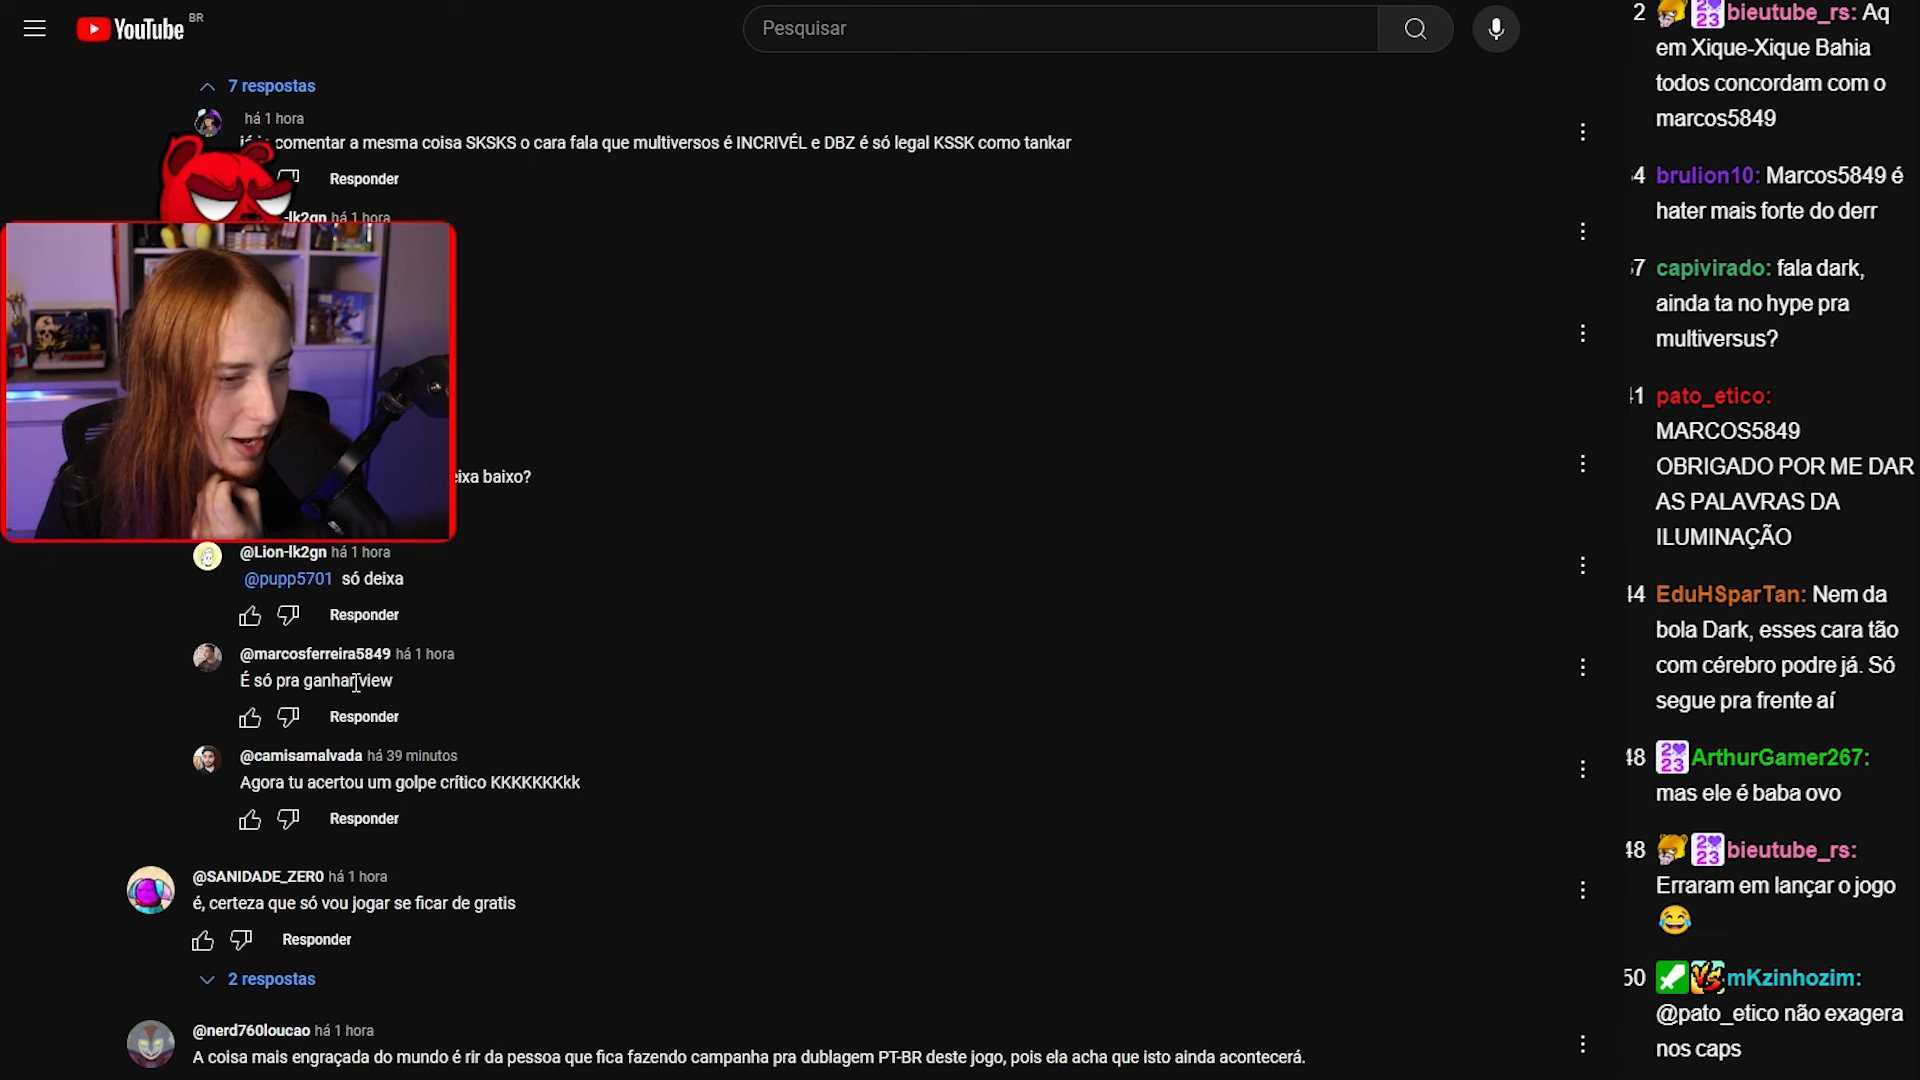 YouTube BR
Pesquisar
7 respostas
há 1 hora
comentar a mesma coisa SKSKS o cara fala que multiversos é INCRIVÉL e DBZ é só legal KSSK como tankar
Responder
-lk2gn há 1 hora
eixa baixo?
@Lion-lk2gn há 1 hora
@pupp5701 só deixa
Responder
@marcosferreira5849 há 1 hora
É só pra ganhar view
Responder
@camisamalvada há 39 minutos
Agora tu acertou um golpe crítico KKKKKKKkk
Responder
@SANIDADE_ZER0 há 1 hora
é, certeza que só vou jogar se ficar de gratis
Responder
2 respostas
@nerd760loucao há 1 hora
A coisa mais engraçada do mundo é rir da pessoa que fica fazendo campanha pra dublagem PT-BR deste jogo, pois ela acha que isto ainda acontecerá.
2 bieutube_rs: Aq
em Xique-Xique Bahia
todos concordam com o
marcos5849
4 brulion10: Marcos5849 é
hater mais forte do derr
7 capivirado: fala dark,
ainda ta no hype pra
multiversus?
41 pato_etico:
MARCOS5849
OBRIGADO POR ME DAR
AS PALAVRAS DA
ILUMINAÇÃO
44 EduHSparTan: Nem da
bola Dark, esses cara tão
com cérebro podre já. Só
segue pra frente aí
48 ArthurGamer267:
mas ele é baba ovo
48 bieutube_rs:
Erraram em lançar o jogo
😂
50 mKzinhozim:
@pato_etico não exagera
nos caps